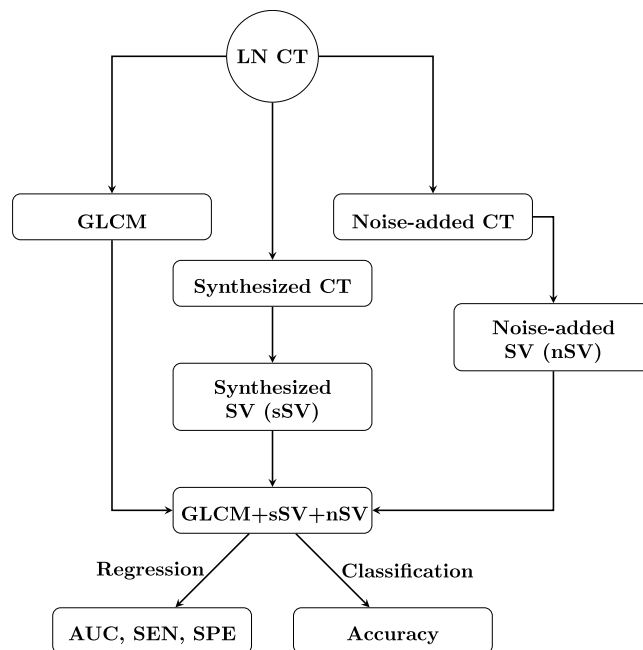 LN CT
GLCM
Noise-added CT
Synthesized CT
Noise-added
SV (nSV)
Synthesized
SV (sSV)
GLCM+sSV+nSV
Regression
Classification
AUC, SEN, SPE
Accuracy